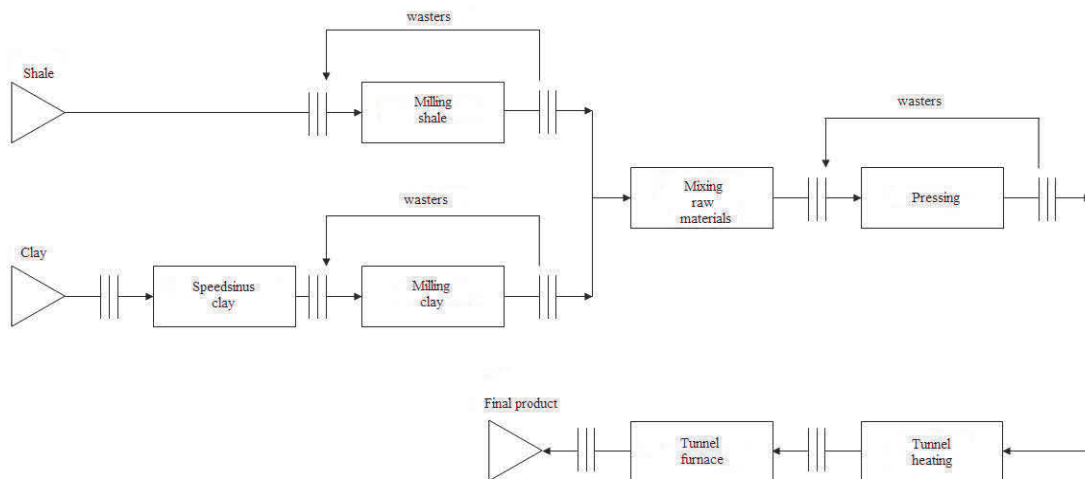 wasters
Shale
Milling
shale
wasters
Mixing
raw
materials
Pressing
wasters
Clay
Speedsinus
clay
Milling
clay
Final product
Tunnel
furnace
Tunnel
heating